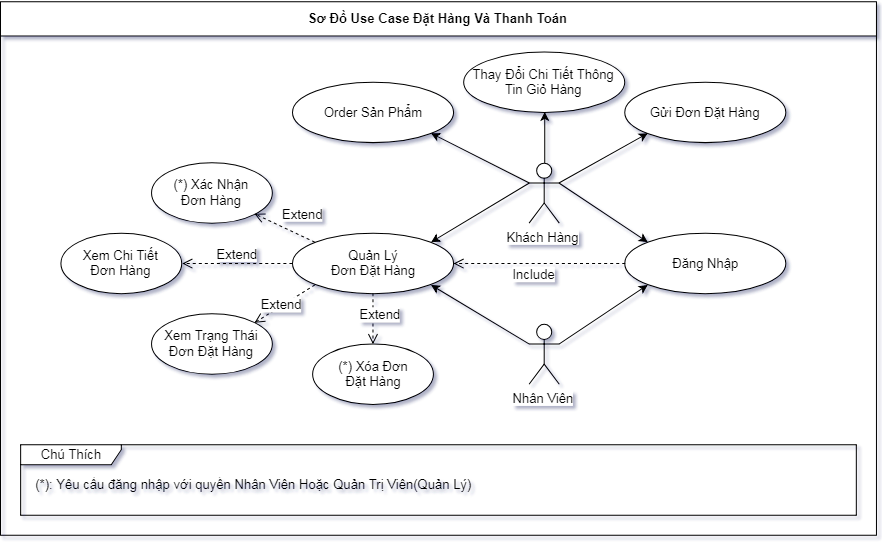 Sơ Đồ Use Case Đặt Hàng Và Thanh Toán
Thay Đổi Chi Tiết Thông
Tin Giỏ Hàng
Order Sản Phẩm
Gửi Đơn Đặt Hàng
(*) Xác Nhận
Đơn Hàng
Extend
Khách Hàng
Xem Chi Tiết
Đơn Hàng
Extend
Quản Lý
Đơn Đặt Hàng
Include
Đăng Nhập
Extend
Extend
Xem Trạng Thái
Đơn Đặt Hàng
(*) Xóa Đơn
Đặt Hàng
Nhân Viên
Chú Thích
(*): Yêu cầu đăng nhập với quyền Nhân Viên Hoặc Quản Trị Viên(Quản Lý)